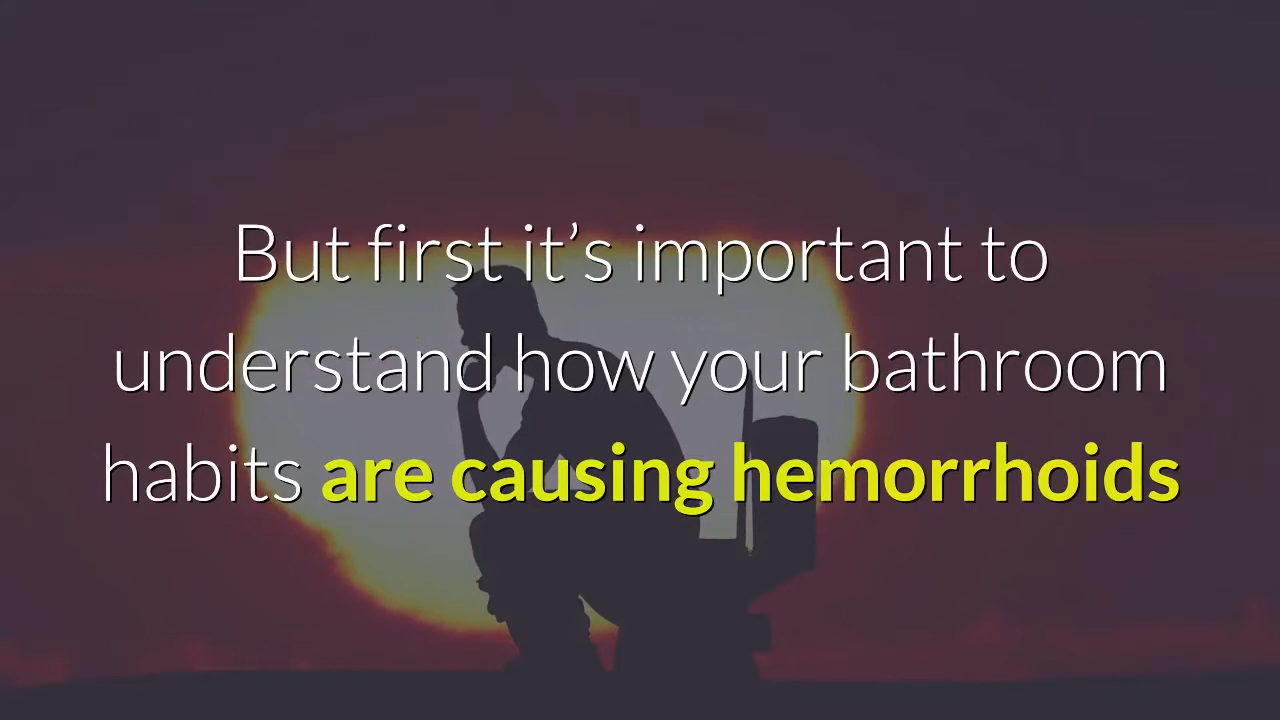 But first it’s important to
understand how your bathroom
habits are causing hemorrhoids